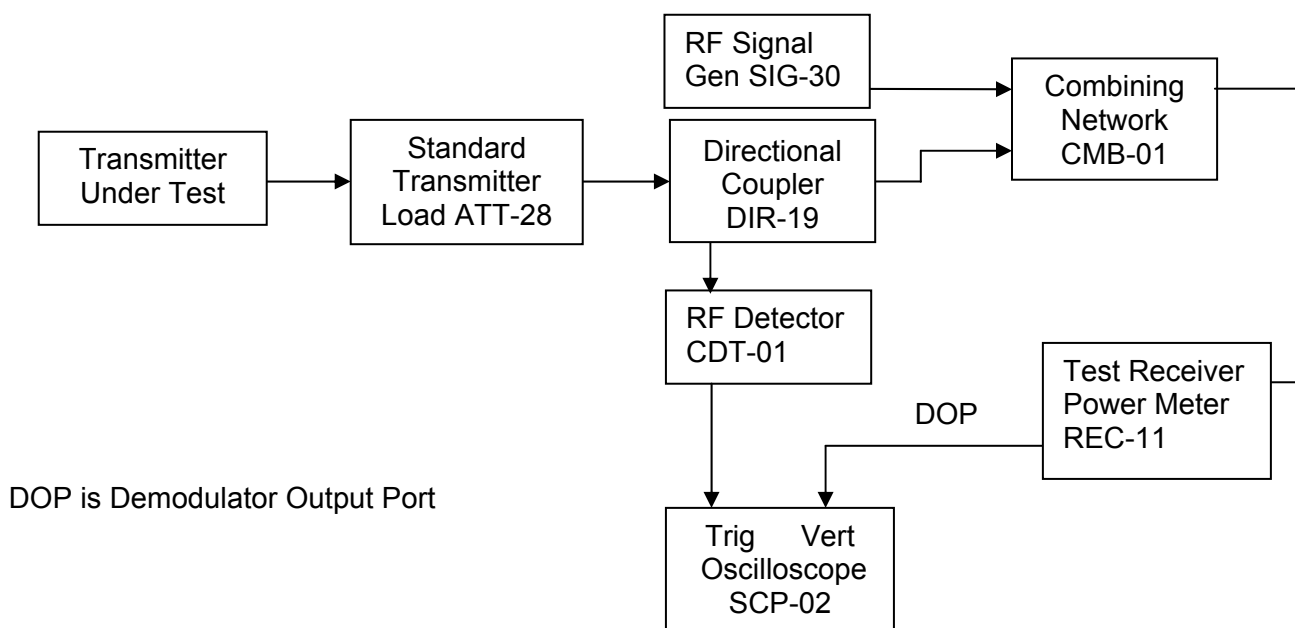 RF Signal
Gen SIG-30
Combining
Network
CMB-01
Transmitter
Under Test
Standard
Transmitter
Load ATT-28
Directional
Coupler
DIR-19
RF Detector
CDT-01
Test Receiver
Power Meter
REC-11
DOP
DOP is Demodulator Output Port
Trig Vert
Oscilloscope
SCP-02